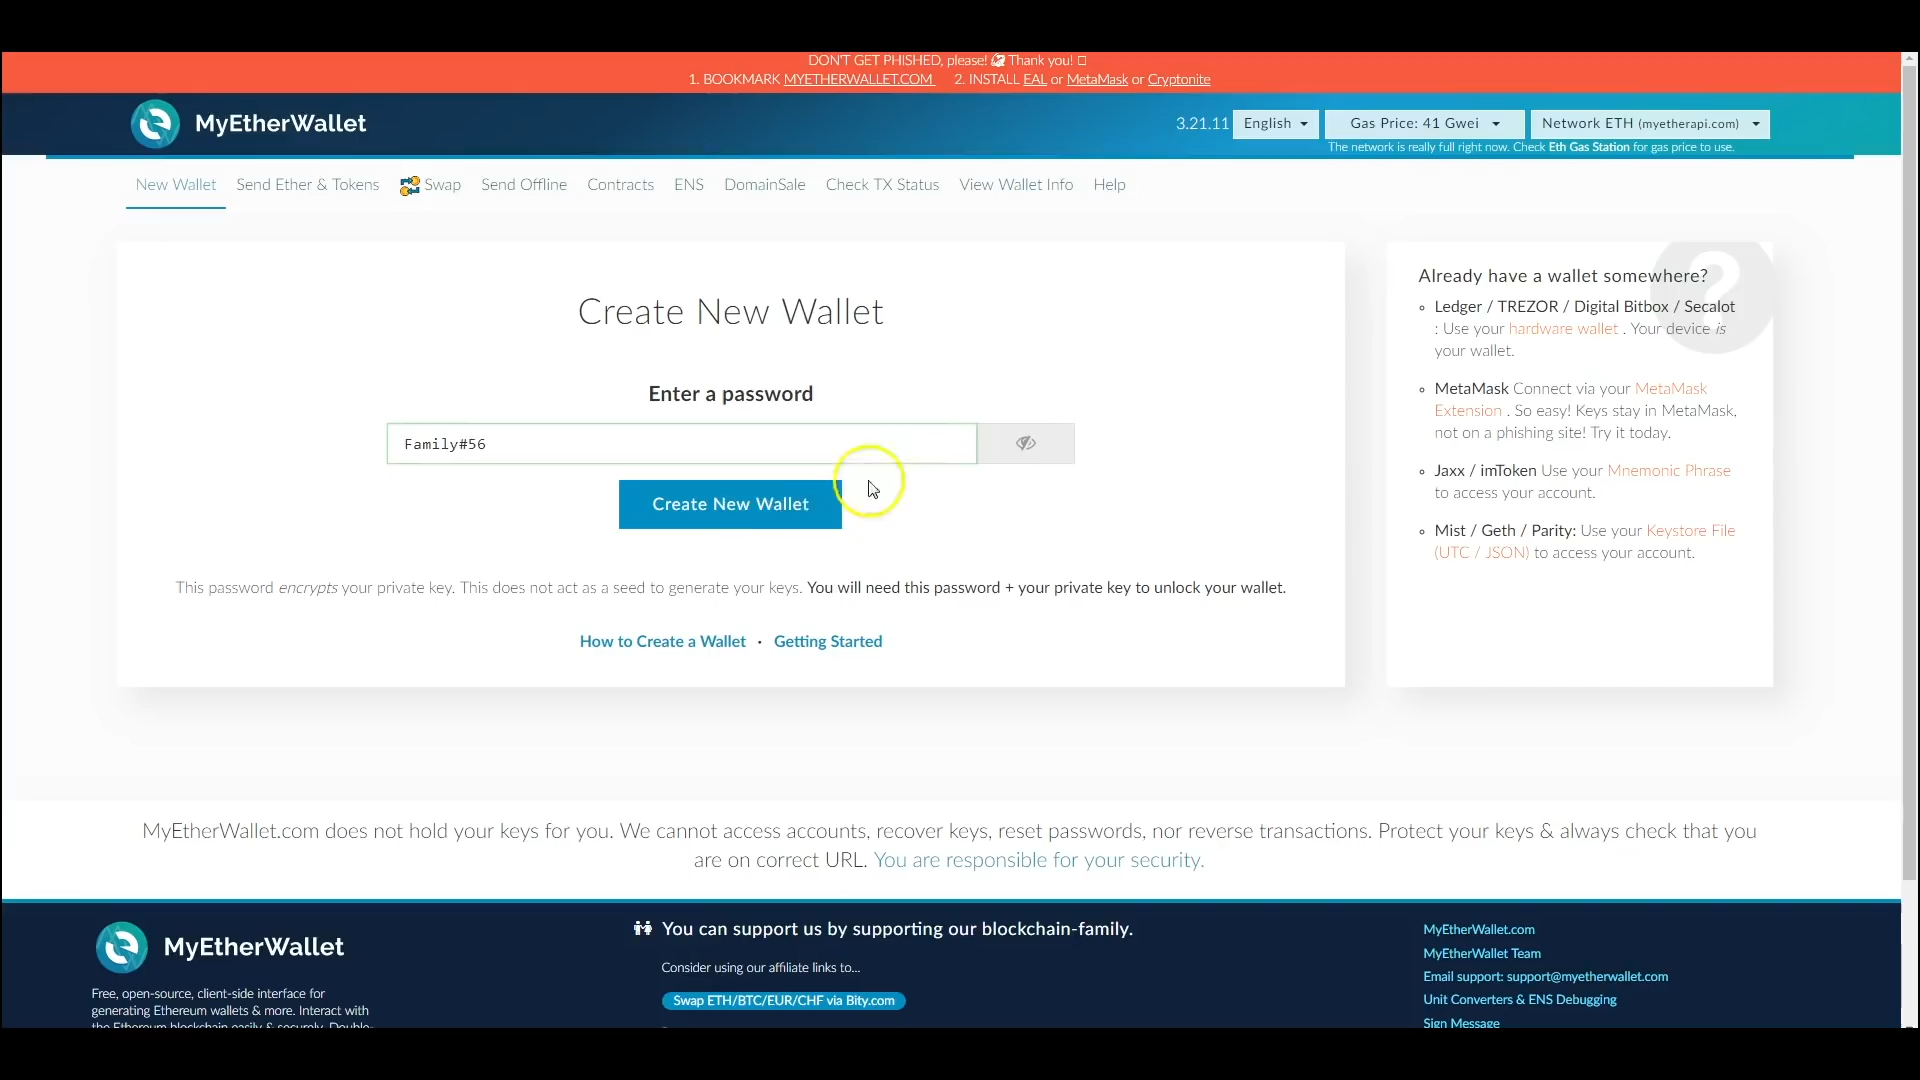 DON'T GET PHISHED, please! Thank you!
1. BOOKMARK MYETHERWALLET.COM 2. INSTALL EAL or MetaMask or Cryptonite
MyEtherWallet
3.21.11 English Gas Price: 41 Gwei Network ETH (myetherapi.com)
The network is really full right now. Check Eth Gas Station for gas price to use.
New Wallet Send Ether & Tokens Swap Send Offline Contracts ENS DomainSale Check TX Status View Wallet Info Help
Create New Wallet
Enter a password
Family#56
Create New Wallet
This password encrypts your private key. This does not act as a seed to generate your keys. You will need this password + your private key to unlock your wallet.
How to Create a Wallet · Getting Started
Already have a wallet somewhere?
Ledger / TREZOR / Digital Bitbox / Secalot
: Use your hardware wallet . Your device is
your wallet.
MetaMask Connect via your MetaMask
Extension . So easy! Keys stay in MetaMask,
not on a phishing site! Try it today.
Jaxx / imToken Use your Mnemonic Phrase
to access your account.
Mist / Geth / Parity: Use your Keystore File
(UTC / JSON) to access your account.
MyEtherWallet.com does not hold your keys for you. We cannot access accounts, recover keys, reset passwords, nor reverse transactions. Protect your keys & always check that you
are on correct URL. You are responsible for your security.
MyEtherWallet
Free, open-source, client-side interface for
generating Ethereum wallets & more. Interact with
the Ethereum blockchain easily & securely. Double-
You can support us by supporting our blockchain-family.
Consider using our affiliate links to...
Swap ETH/BTC/EUR/CHF via Bity.com
MyEtherWallet.com
MyEtherWallet Team
Email support: support@myetherwallet.com
Unit Converters & ENS Debugging
Sign Message